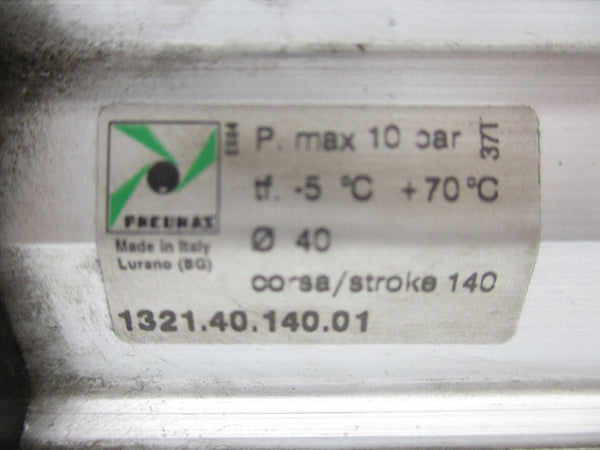 P. max 10 bar
37T
tf. -5 °C +70 °C
PNEUMAX
Made in Italy
Lurano (BG)
Ø 40
corsa/stroke 140
1321.40.140.01